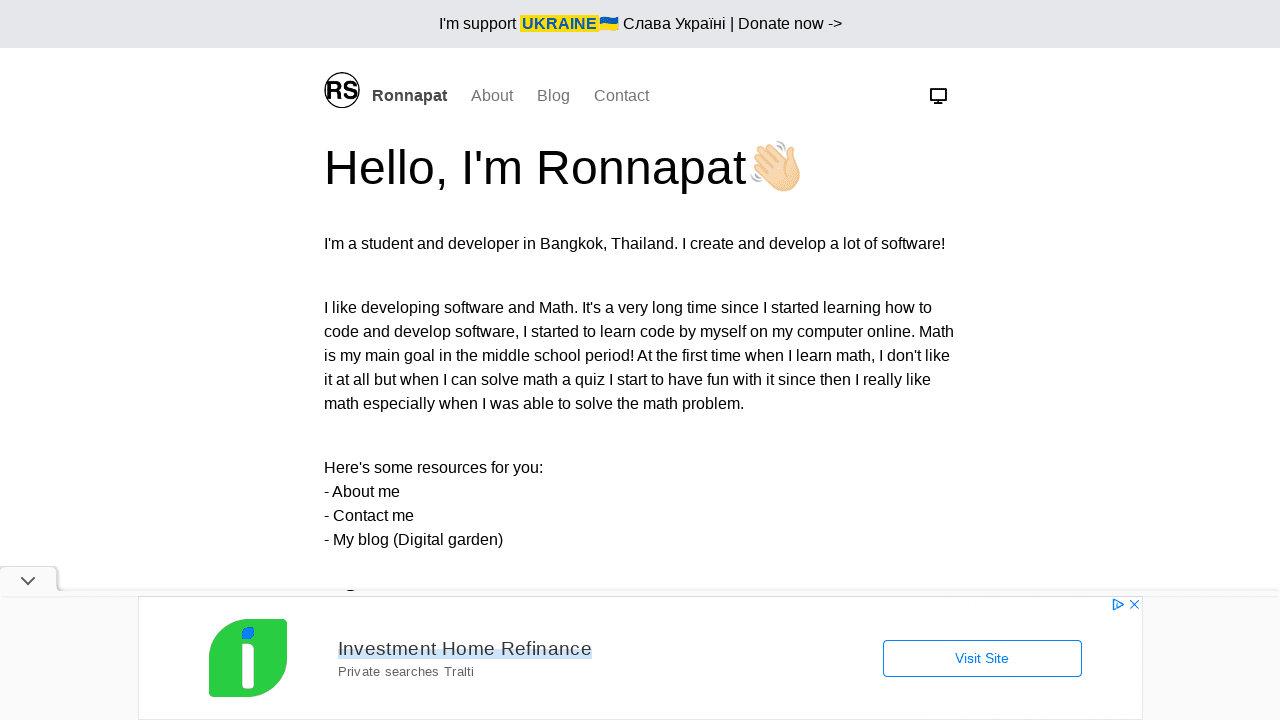 I'm support UKRAINE🇺🇦 Слава Україні | Donate now ->
RS Ronnapat About Blog Contact
Hello, I'm Ronnapat👋🏻
I'm a student and developer in Bangkok, Thailand. I create and develop a lot of software!
I like developing software and Math. It's a very long time since I started learning how to
code and develop software, I started to learn code by myself on my computer online. Math
is my main goal in the middle school period! At the first time when I learn math, I don't like
it at all but when I can solve math a quiz I start to have fun with it since then I really like
math especially when I was able to solve the math problem.
Here's some resources for you:
- About me
- Contact me
- My blog (Digital garden)
Investment Home Refinance
Private searches Tralti
Visit Site